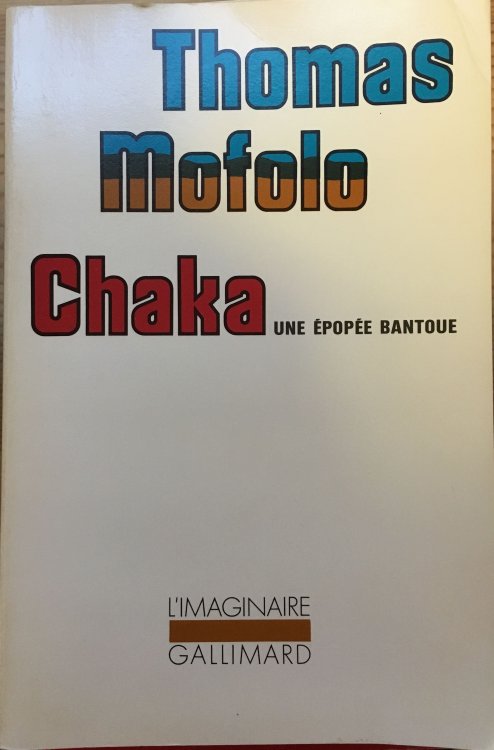 Thomas
Mofolo
Chaka UNE ÉPOPÉE BANTOUE
L'IMAGINAIRE
GALLIMARD